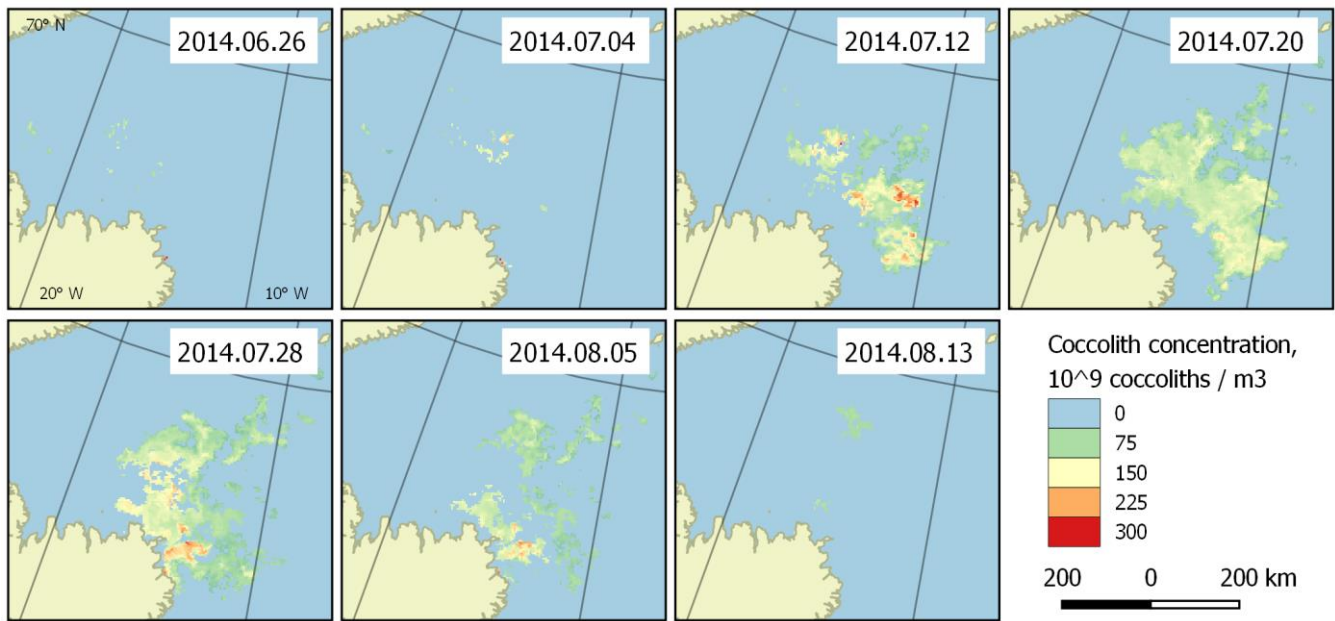 70° N
2014.06.26
2014.07.04
2014.07.12
2014.07.20
20° W
10° W
2014.07.28
2014.08.05
2014.08.13
Coccolith concentration,
10^9 coccoliths / m3
0
75
150
225
300
200 0 200 km